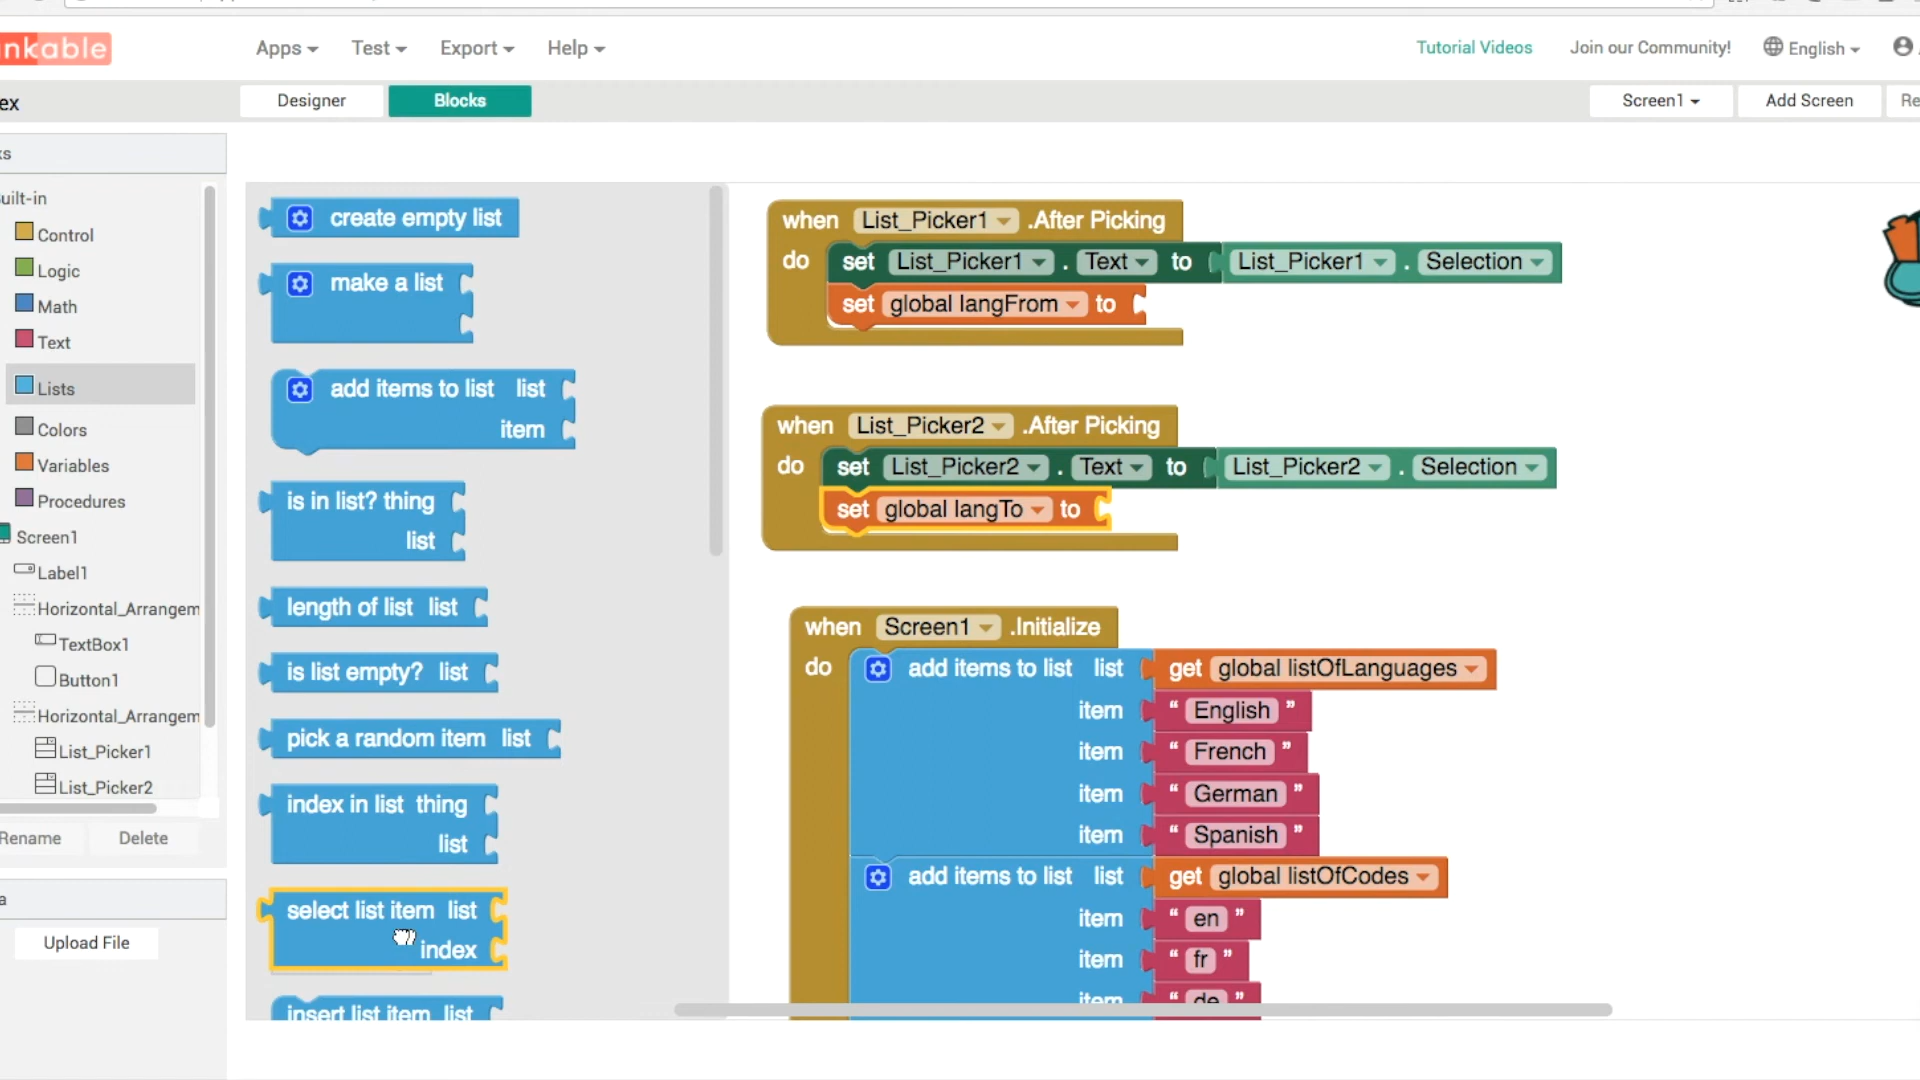 nkable
Apps Test Export Help
Tutorial Videos Join our Community! English
ex
Designer Blocks
Screen1 Add Screen Re
ks
uilt-in
Control
Logic
Math
Text
Lists
Colors
Variables
Procedures
Screen1
Label1
Horizontal_Arrangem
TextBox1
Button1
Horizontal_Arrangem
List_Picker1
List_Picker2
Rename Delete
a
Upload File
create empty list
make a list
add items to list list
item
is in list? thing
list
length of list list
is list empty? list
pick a random item list
index in list thing
list
select list item list
index
insert list item list
when List_Picker1 .After Picking
do set List_Picker1 . Text to List_Picker1 . Selection
set global langFrom to
when List_Picker2 .After Picking
do set List_Picker2 . Text to List_Picker2 . Selection
set global langTo to
when Screen1 .Initialize
do add items to list list get global listOfLanguages
item “ English ”
item “ French ”
item “ German ”
item “ Spanish ”
add items to list list get global listOfCodes
item “ en ”
item “ fr ”
item “ de ”